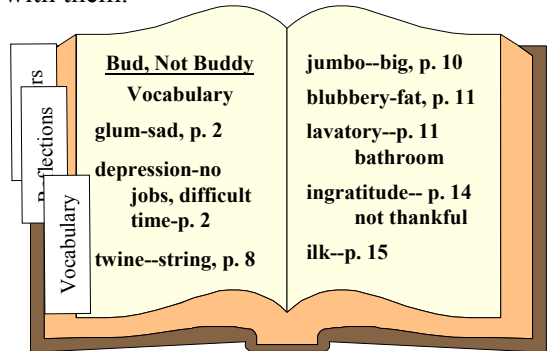 with them.
Bud, Not Buddy
Vocabulary
glum-sad, p. 2
depression-no
jobs, difficult
time-p. 2
twine--string, p. 8
jumbo--big, p. 10
blubbery-fat, p. 11
lavatory--p. 11
bathroom
ingratitude-- p. 14
not thankful
ilk--p. 15
Vocabulary